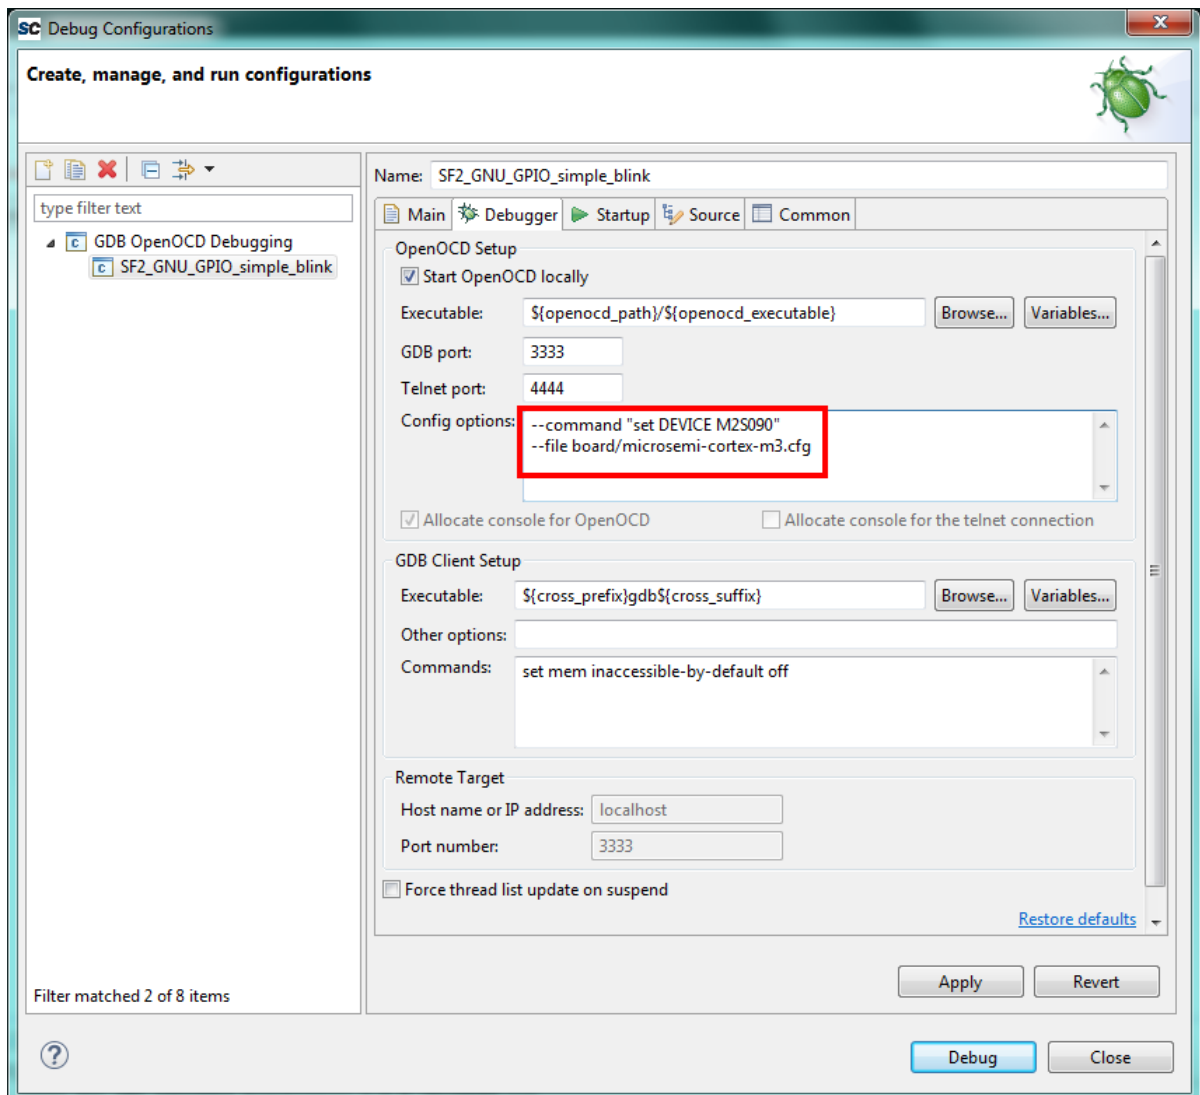 SC Debug Configurations
Create, manage, and run configurations
type filter text
GDB OpenOCD Debugging
SF2_GNU_GPIO_simple_blink
Filter matched 2 of 8 items
Name: SF2_GNU_GPIO_simple_blink
Main Debugger Startup Source Common
OpenOCD Setup
Start OpenOCD locally
Executable: ${openocd_path}/${openocd_executable} Browse... Variables...
GDB port: 3333
Telnet port: 4444
Config options: --command "set DEVICE M2S090"
--file board/microsemi-cortex-m3.cfg
Allocate console for OpenOCD Allocate console for the telnet connection
GDB Client Setup
Executable: ${cross_prefix}gdb${cross_suffix} Browse... Variables...
Other options:
Commands: set mem inaccessible-by-default off
Remote Target
Host name or IP address: localhost
Port number: 3333
Force thread list update on suspend
Restore defaults
Apply Revert
Debug Close